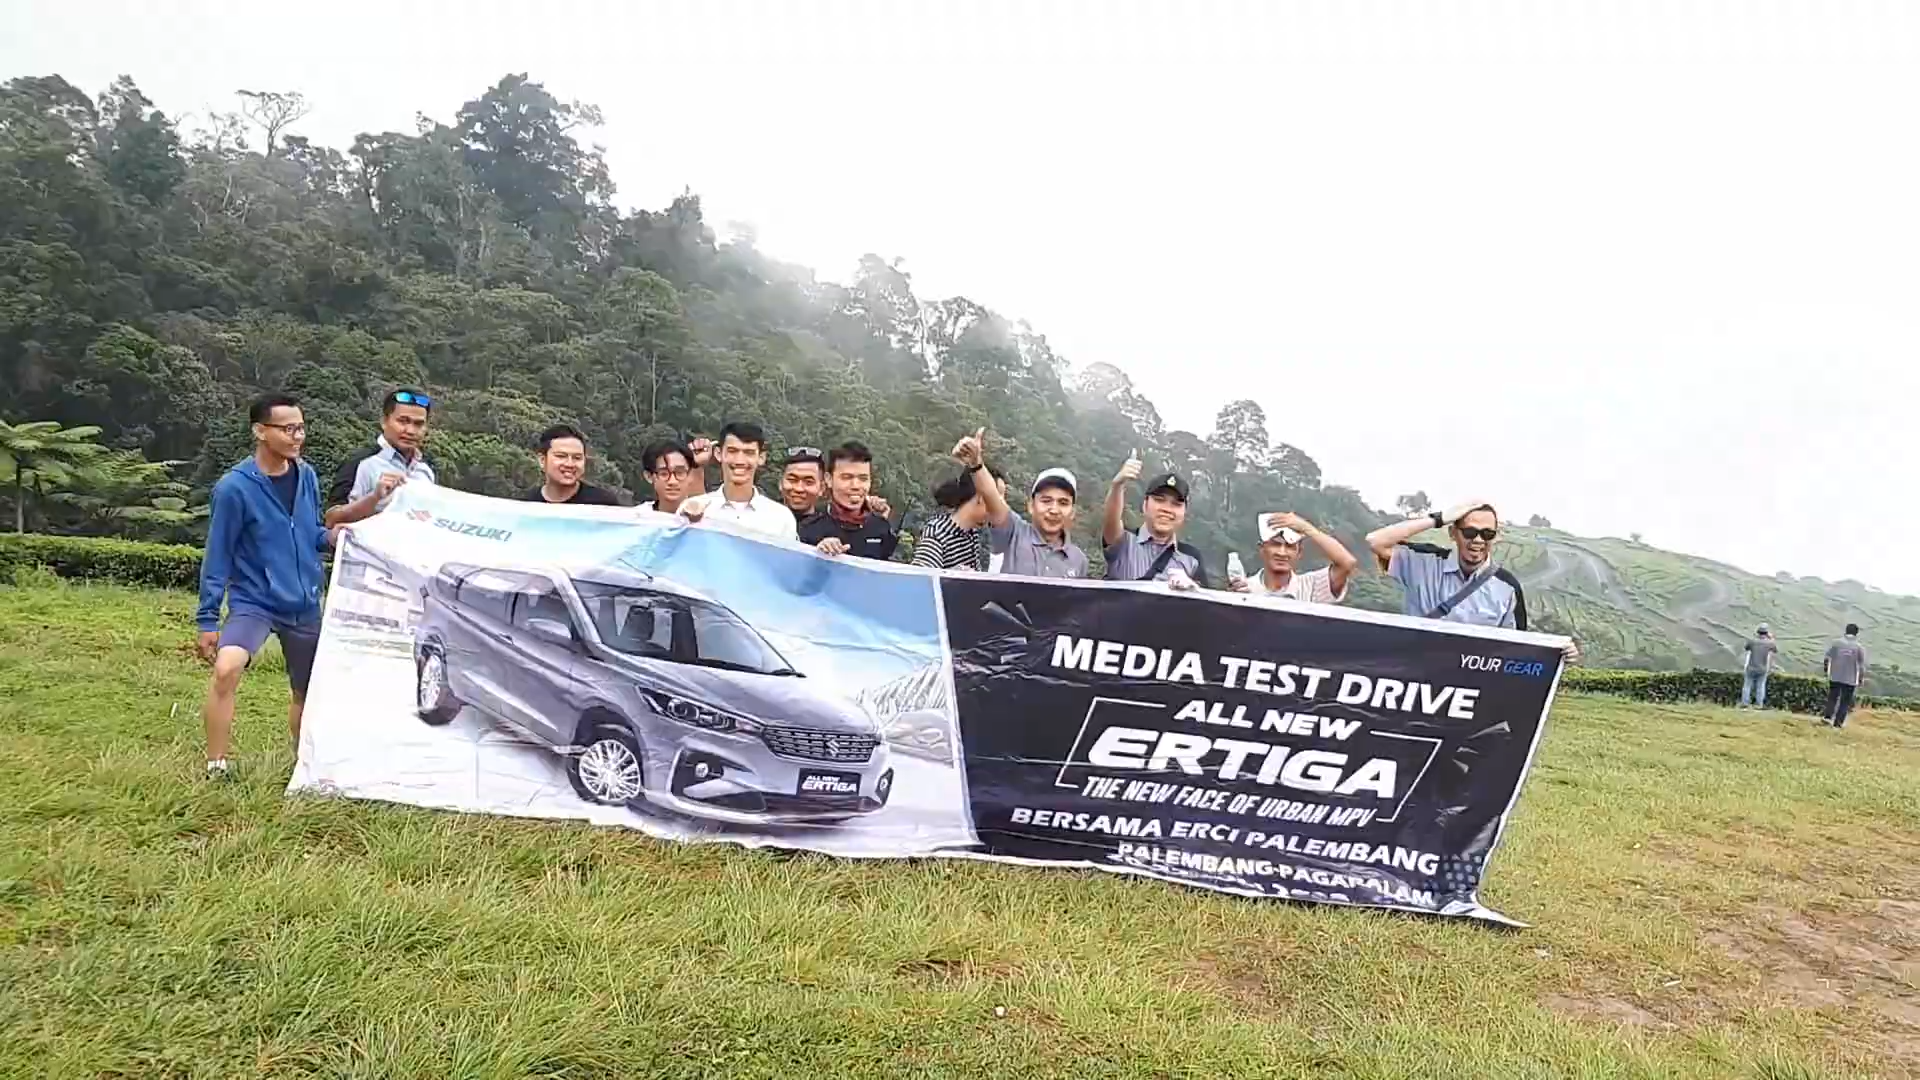 SUZUKI
ALL NEW
ERTIGA
YOUR GEAR
MEDIA TEST DRIVE
ALL NEW
ERTIGA
THE NEW FACE OF URBAN MPV
BERSAMA ERCI PALEMBANG
PALEMBANG-PAGARALAM